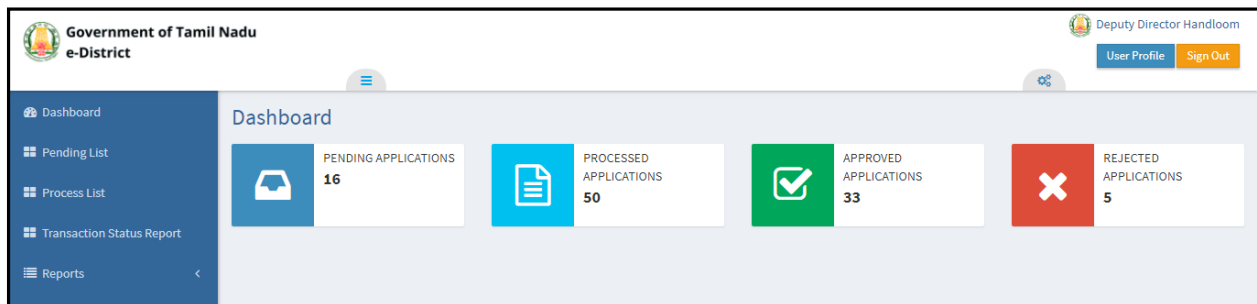 Government of Tamil Nadu
e-District
Deputy Director Handloom
User Profile
Sign Out
Dashboard
Pending List
Process List
Transaction Status Report
Reports
Dashboard
PENDING APPLICATIONS
16
PROCESSED
APPLICATIONS
50
APPROVED
APPLICATIONS
33
REJECTED
APPLICATIONS
5